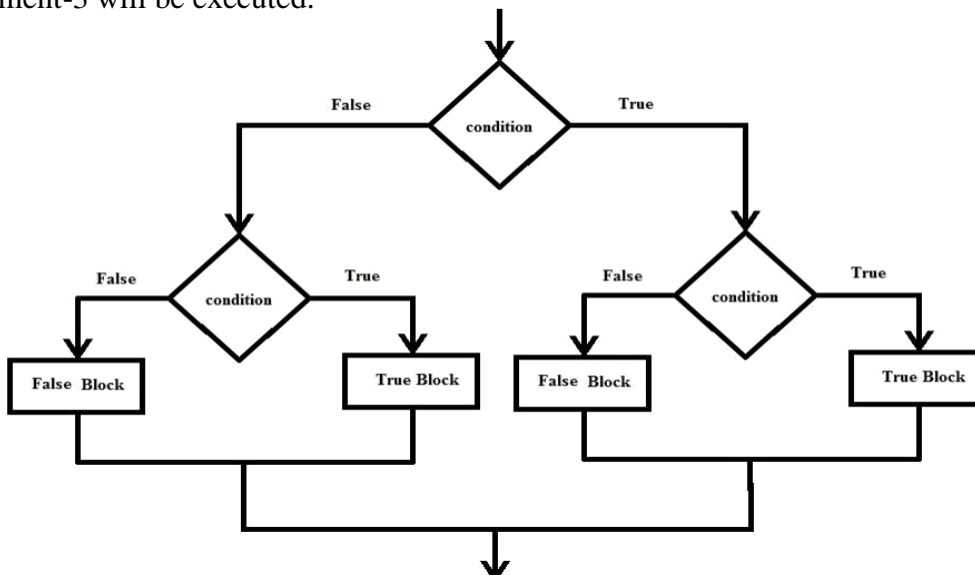 ment-3 will be executed.
False
True
condition
False
True
False
True
condition
condition
False Block
True Block
False Block
True Block